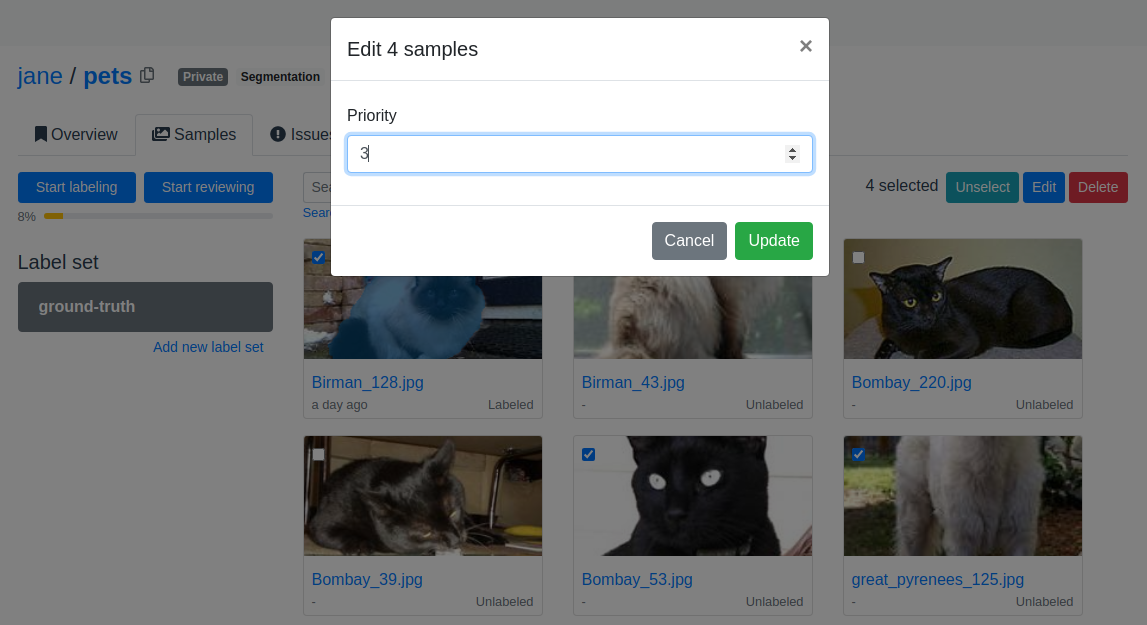 Edit 4 samples
×
jane / pets
Private
Segmentation
Priority
Overview
Samples
Issues
3
Start labeling
Start reviewing
4 selected
Unselect
Edit
Delete
8%
Cancel
Update
Label set
ground-truth
Add new label set
Birman_128.jpg
a day ago
Labeled
Birman_43.jpg
-
Unlabeled
Bombay_220.jpg
-
Unlabeled
Bombay_39.jpg
-
Unlabeled
Bombay_53.jpg
-
Unlabeled
great_pyrenees_125.jpg
-
Unlabeled